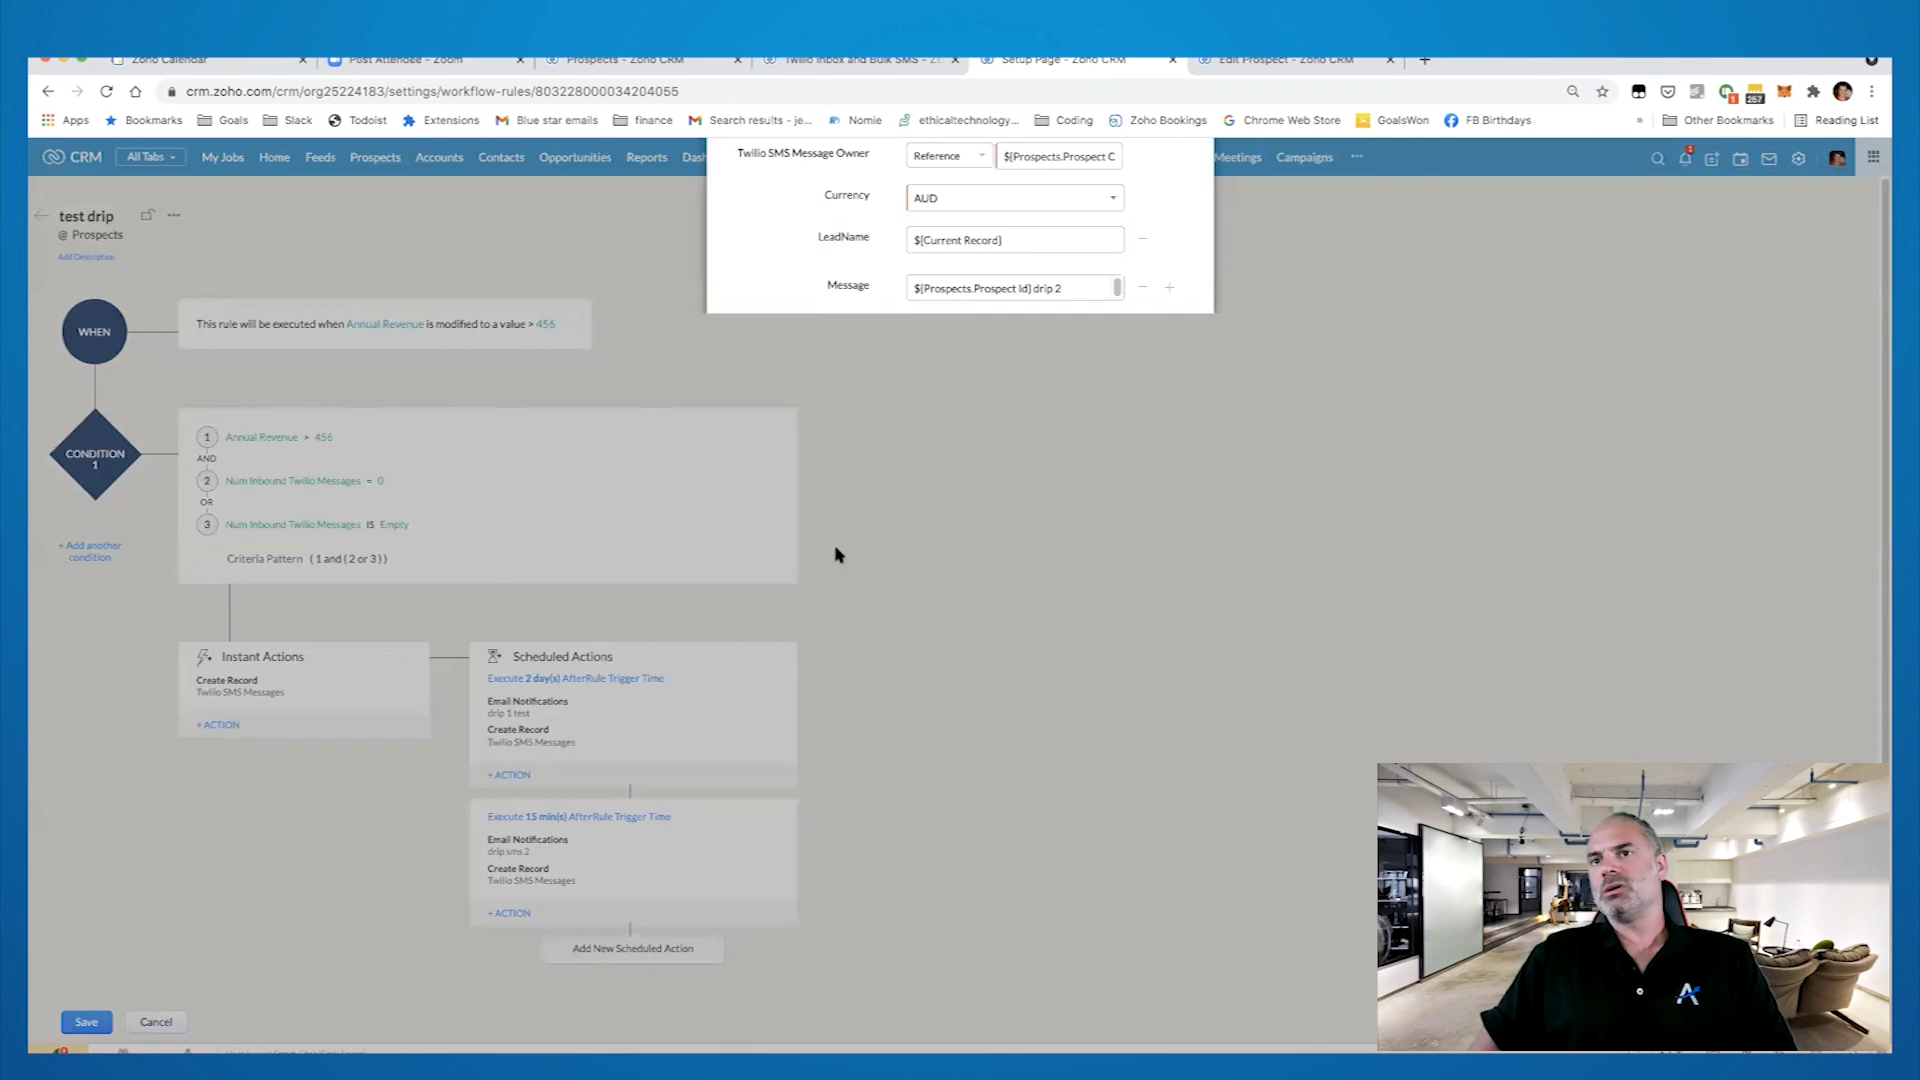 Zoho Calendar
Post Attendee - Zoom
Prospects - Zoho CRM
Twilio Inbox and Bulk SMS - Zo
Setup Page - Zoho CRM
Edit Prospect - Zoho CRM
crm.zoho.com/crm/org25224183/settings/workflow-rules/803228000034204055
1
267
Apps
Bookmarks
Goals
Slack
Todoist
Extensions
Blue star emails
finance
Search results - je...
Nomie
ethicaltechnology...
Coding
Zoho Bookings
Chrome Web Store
GoalsWon
FB Birthdays
»
Other Bookmarks
Reading List
CRM
All Tabs
My Jobs
Home
Feeds
Prospects
Accounts
Contacts
Opportunities
Reports
Dash
Meetings
Campaigns
Twilio SMS Message Owner
Reference
${Prospects.Prospect C
Currency
AUD
LeadName
${Current Record}
Message
${Prospects.Prospect Id} drip 2
test drip
@ Prospects
Add Description
WHEN
This rule will be executed when Annual Revenue is modified to a value > 456
CONDITION
1
1 Annual Revenue > 456
AND
2 Num Inbound Twilio Messages = 0
OR
3 Num Inbound Twilio Messages IS Empty
Criteria Pattern ( 1 and ( 2 or 3 ) )
+ Add another
condition
Instant Actions
Create Record
Twilio SMS Messages
+ ACTION
Scheduled Actions
Execute 2 day(s) AfterRule Trigger Time
Email Notifications
drip 1 test
Create Record
Twilio SMS Messages
+ ACTION
Execute 15 min(s) AfterRule Trigger Time
Email Notifications
drip sms 2
Create Record
Twilio SMS Messages
+ ACTION
Add New Scheduled Action
Save
Cancel